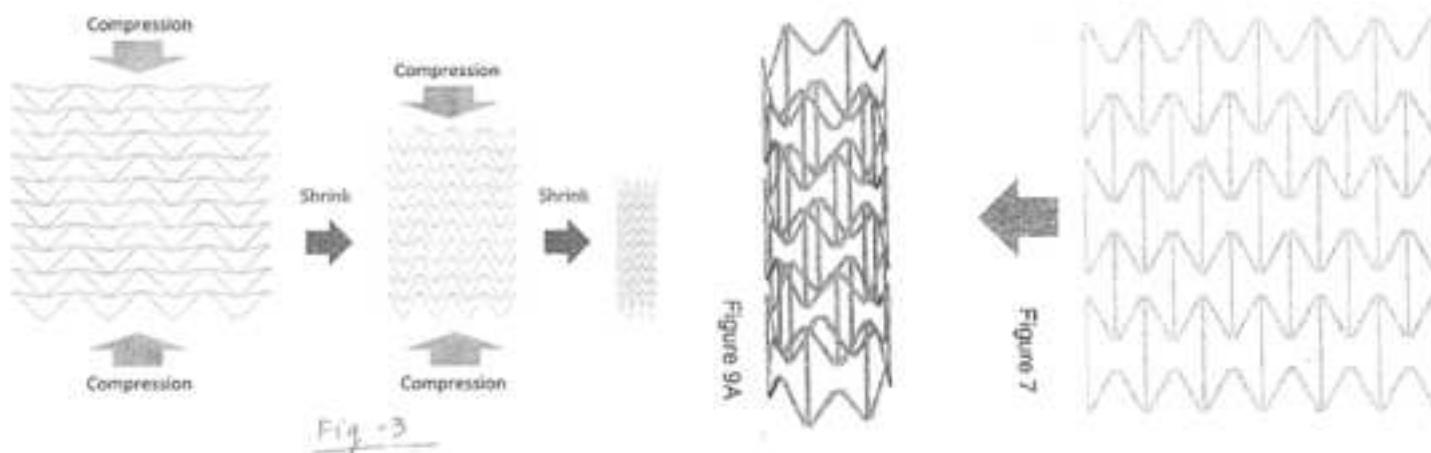 Compression
Compression
Shrink
Shrink
Compression
Compression
Fig -3
Figure 9A
Figure 7